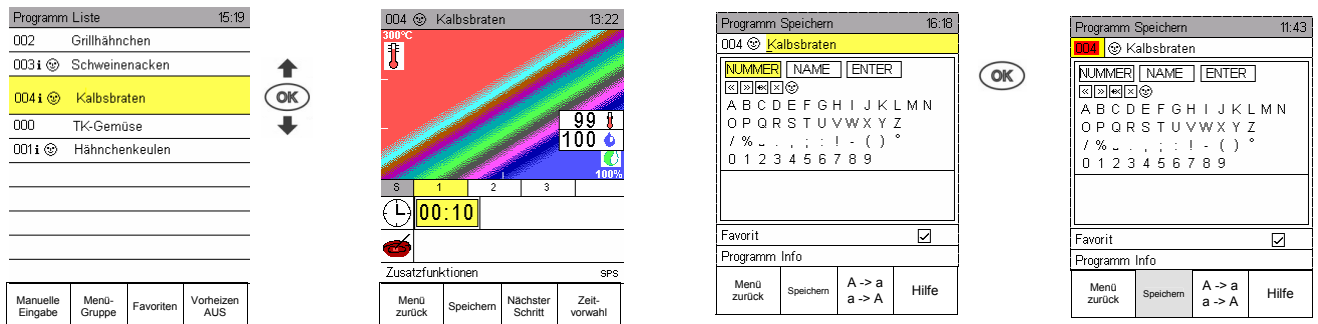 Programm Liste 15:19
002 Grillhähnchen
003 i Schweinenacken
004 i Kalbsbraten
000 TK-Gemüse
001 i Hähnchenkeulen
Manuelle Eingabe
Menü-Gruppe
Favoriten
Vorheizen AUS
OK
004 Kalbsbraten 13:22
300°C
99
100
100%
S 1 2 3
00:10
Zusatzfunktionen SPS
Menü zurück
Speichern
Nächster Schritt
Zeit-vorwahl
Programm Speichern 16:18
004 Kalbsbraten
NUMMER NAME ENTER
A B C D E F G H I J K L M N
O P Q R S T U V W X Y Z
/ % ⎵ . , ; : ! - ( ) °
0 1 2 3 4 5 6 7 8 9
Favorit
Programm Info
Menü zurück
Speichern
A -> a
a -> A
Hilfe
OK
Programm Speichern 11:43
004 Kalbsbraten
NUMMER NAME ENTER
A B C D E F G H I J K L M N
O P Q R S T U V W X Y Z
/ % ⎵ . , ; : ! - ( ) °
0 1 2 3 4 5 6 7 8 9
Favorit
Programm Info
Menü zurück
Speichern
A -> a
a -> A
Hilfe